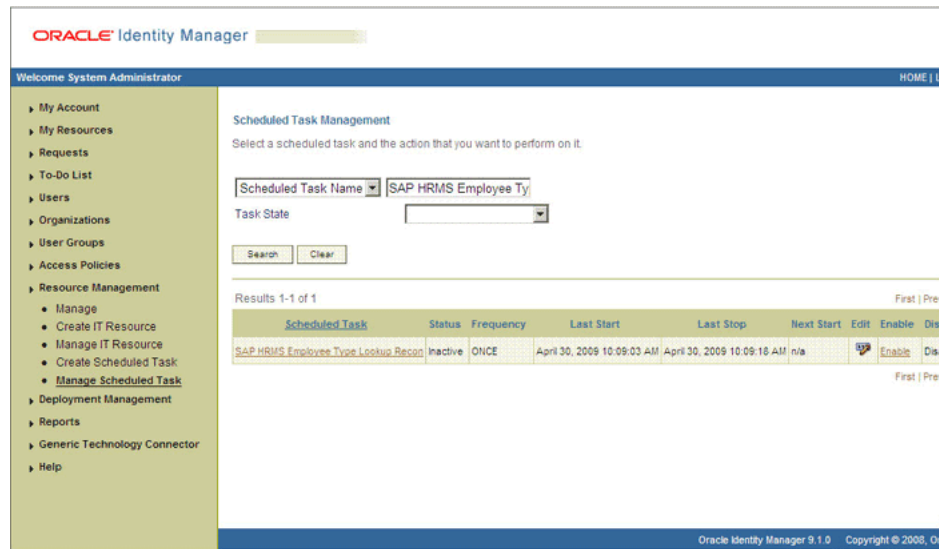 ORACLE Identity Manager
Welcome System Administrator
HOME |
My Account
My Resources
Requests
To-Do List
Users
Organizations
User Groups
Access Policies
Resource Management
Manage
Create IT Resource
Manage IT Resource
Create Scheduled Task
Manage Scheduled Task
Deployment Management
Reports
Generic Technology Connector
Help
Scheduled Task Management
Select a scheduled task and the action that you want to perform on it.
Scheduled Task Name SAP HRMS Employee Ty
Task State
Search Clear
Results 1-1 of 1 First | Pre
Scheduled Task Status Frequency Last Start Last Stop Next Start Edit Enable Dis
SAP HRMS Employee Type Lookup Recon Inactive ONCE April 30, 2009 10:09:03 AM April 30, 2009 10:09:18 AM n/a Enable Dis
First | Pre
Oracle Identity Manager 9.1.0 Copyright © 2008, O